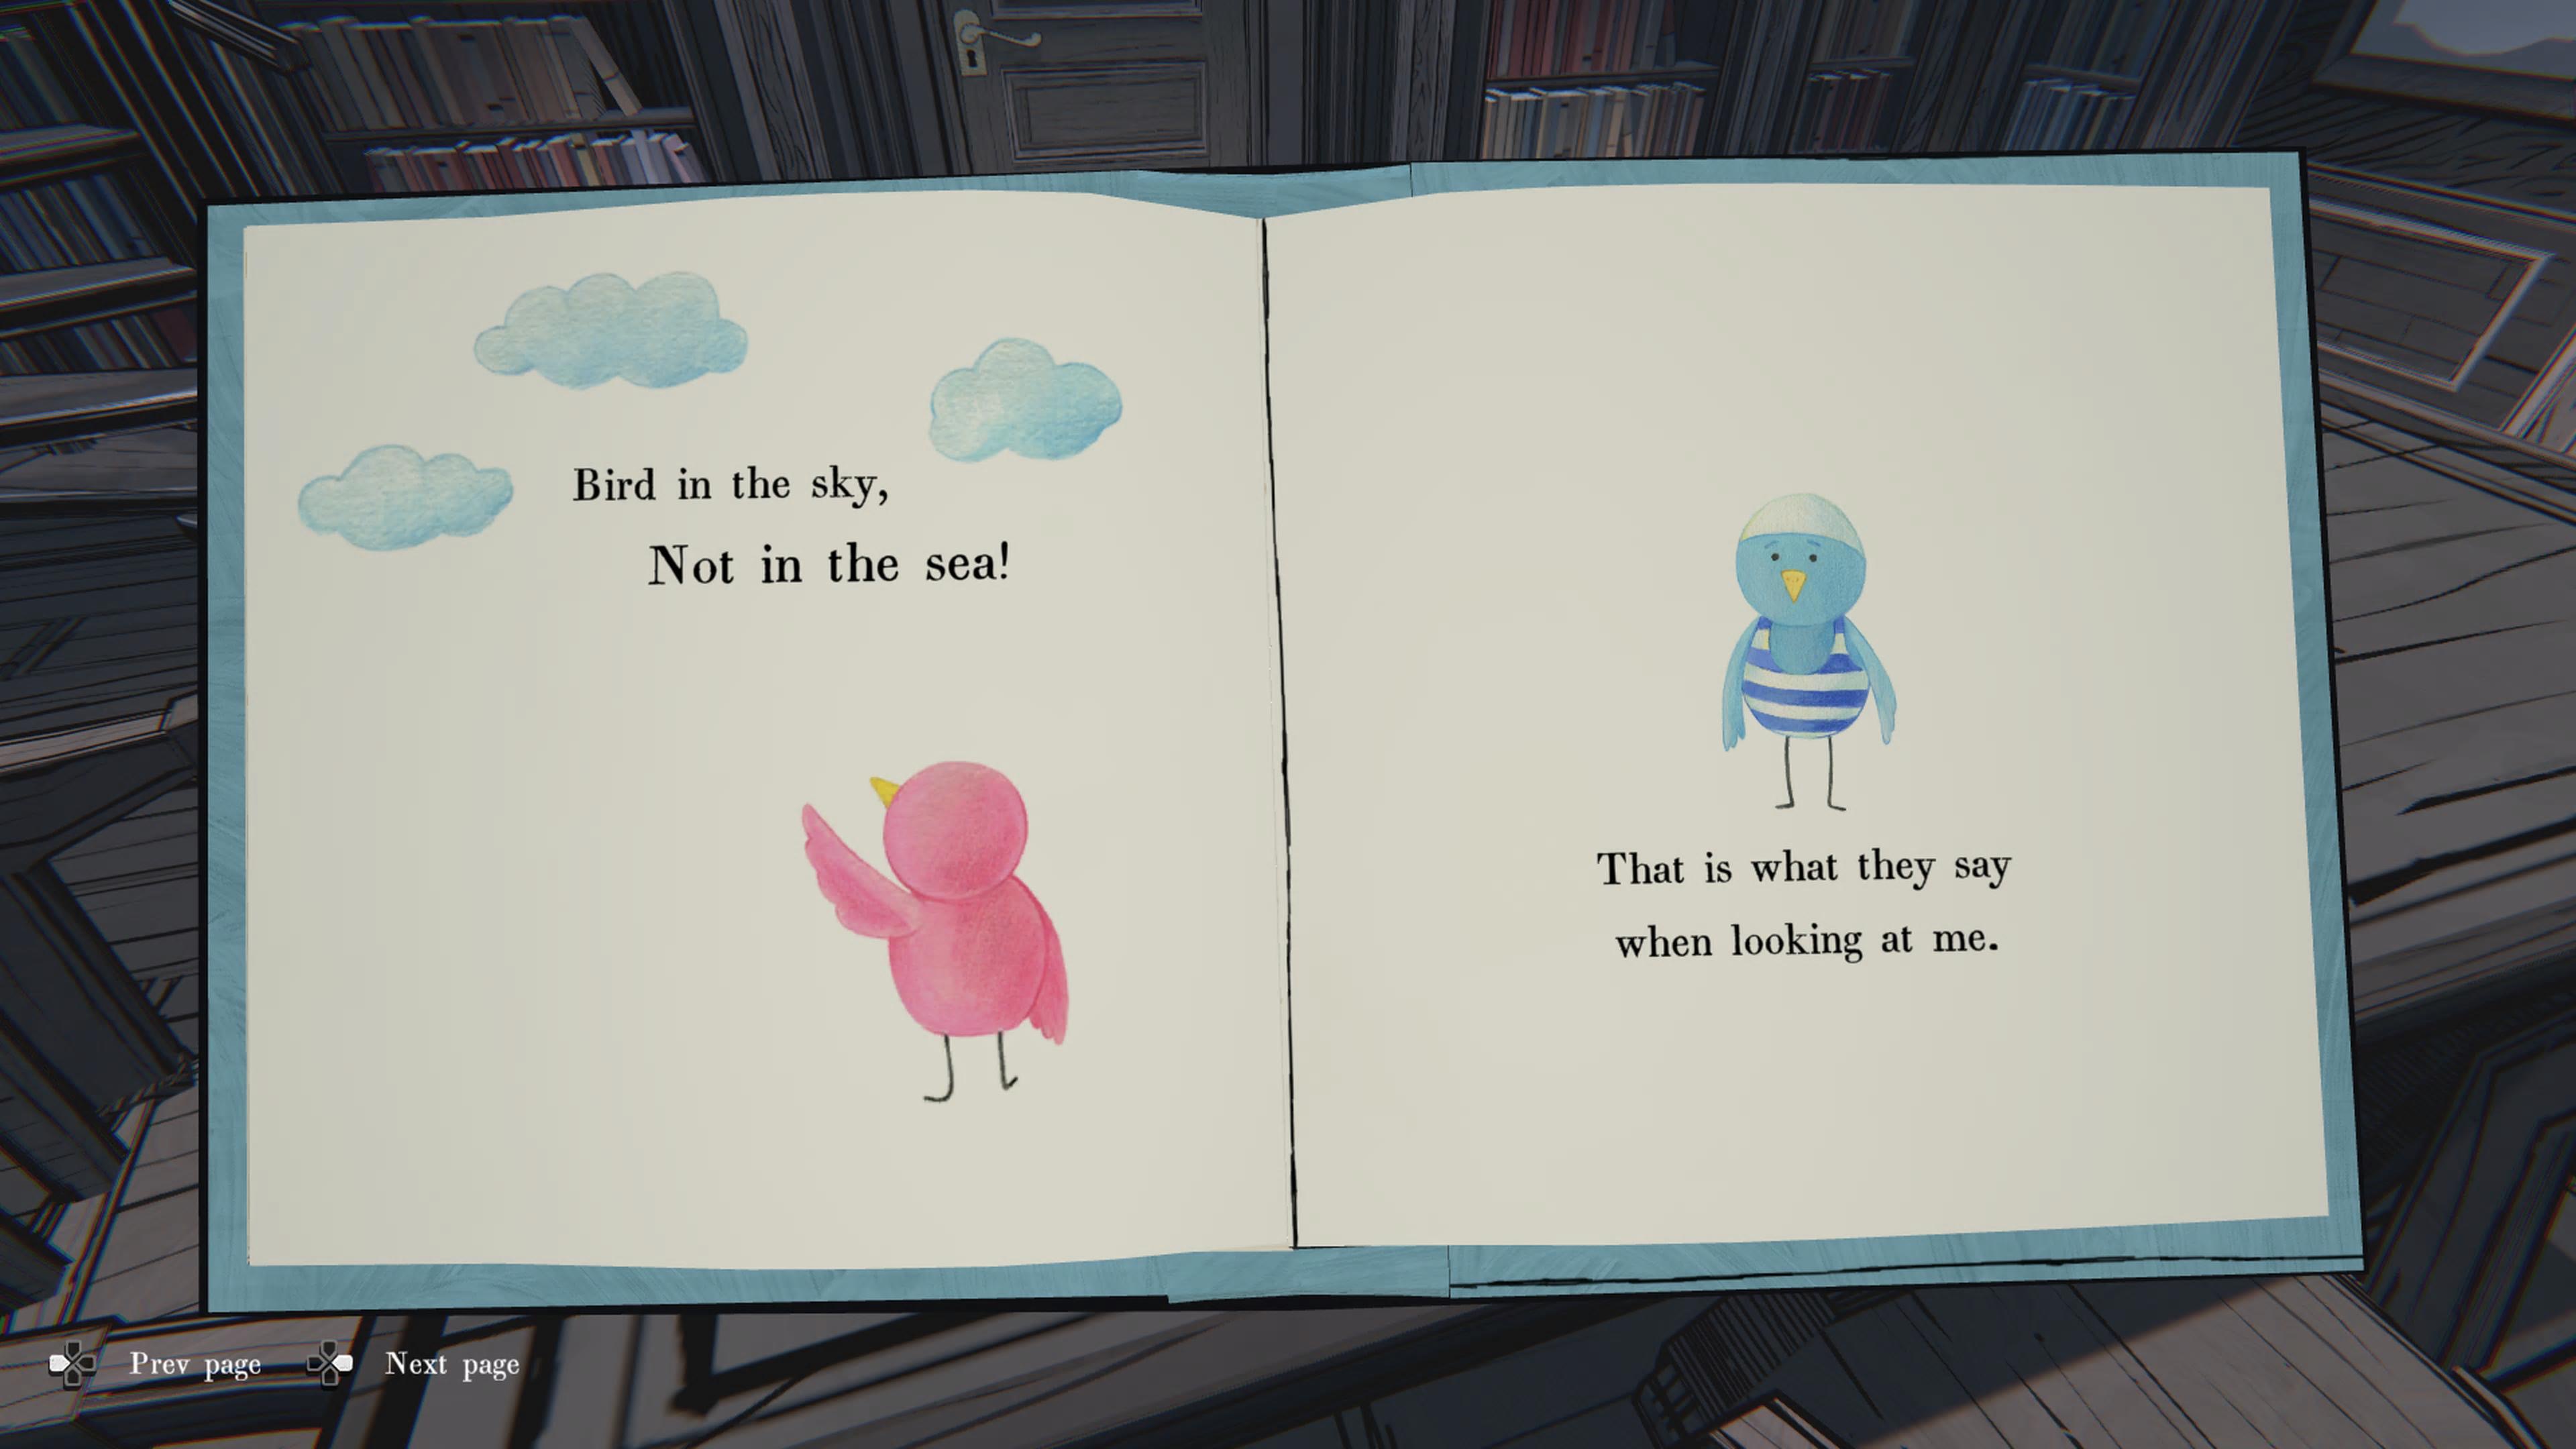 Bird in the sky,
Not in the sea!
That is what they say
when looking at me.
Prev page
Next page